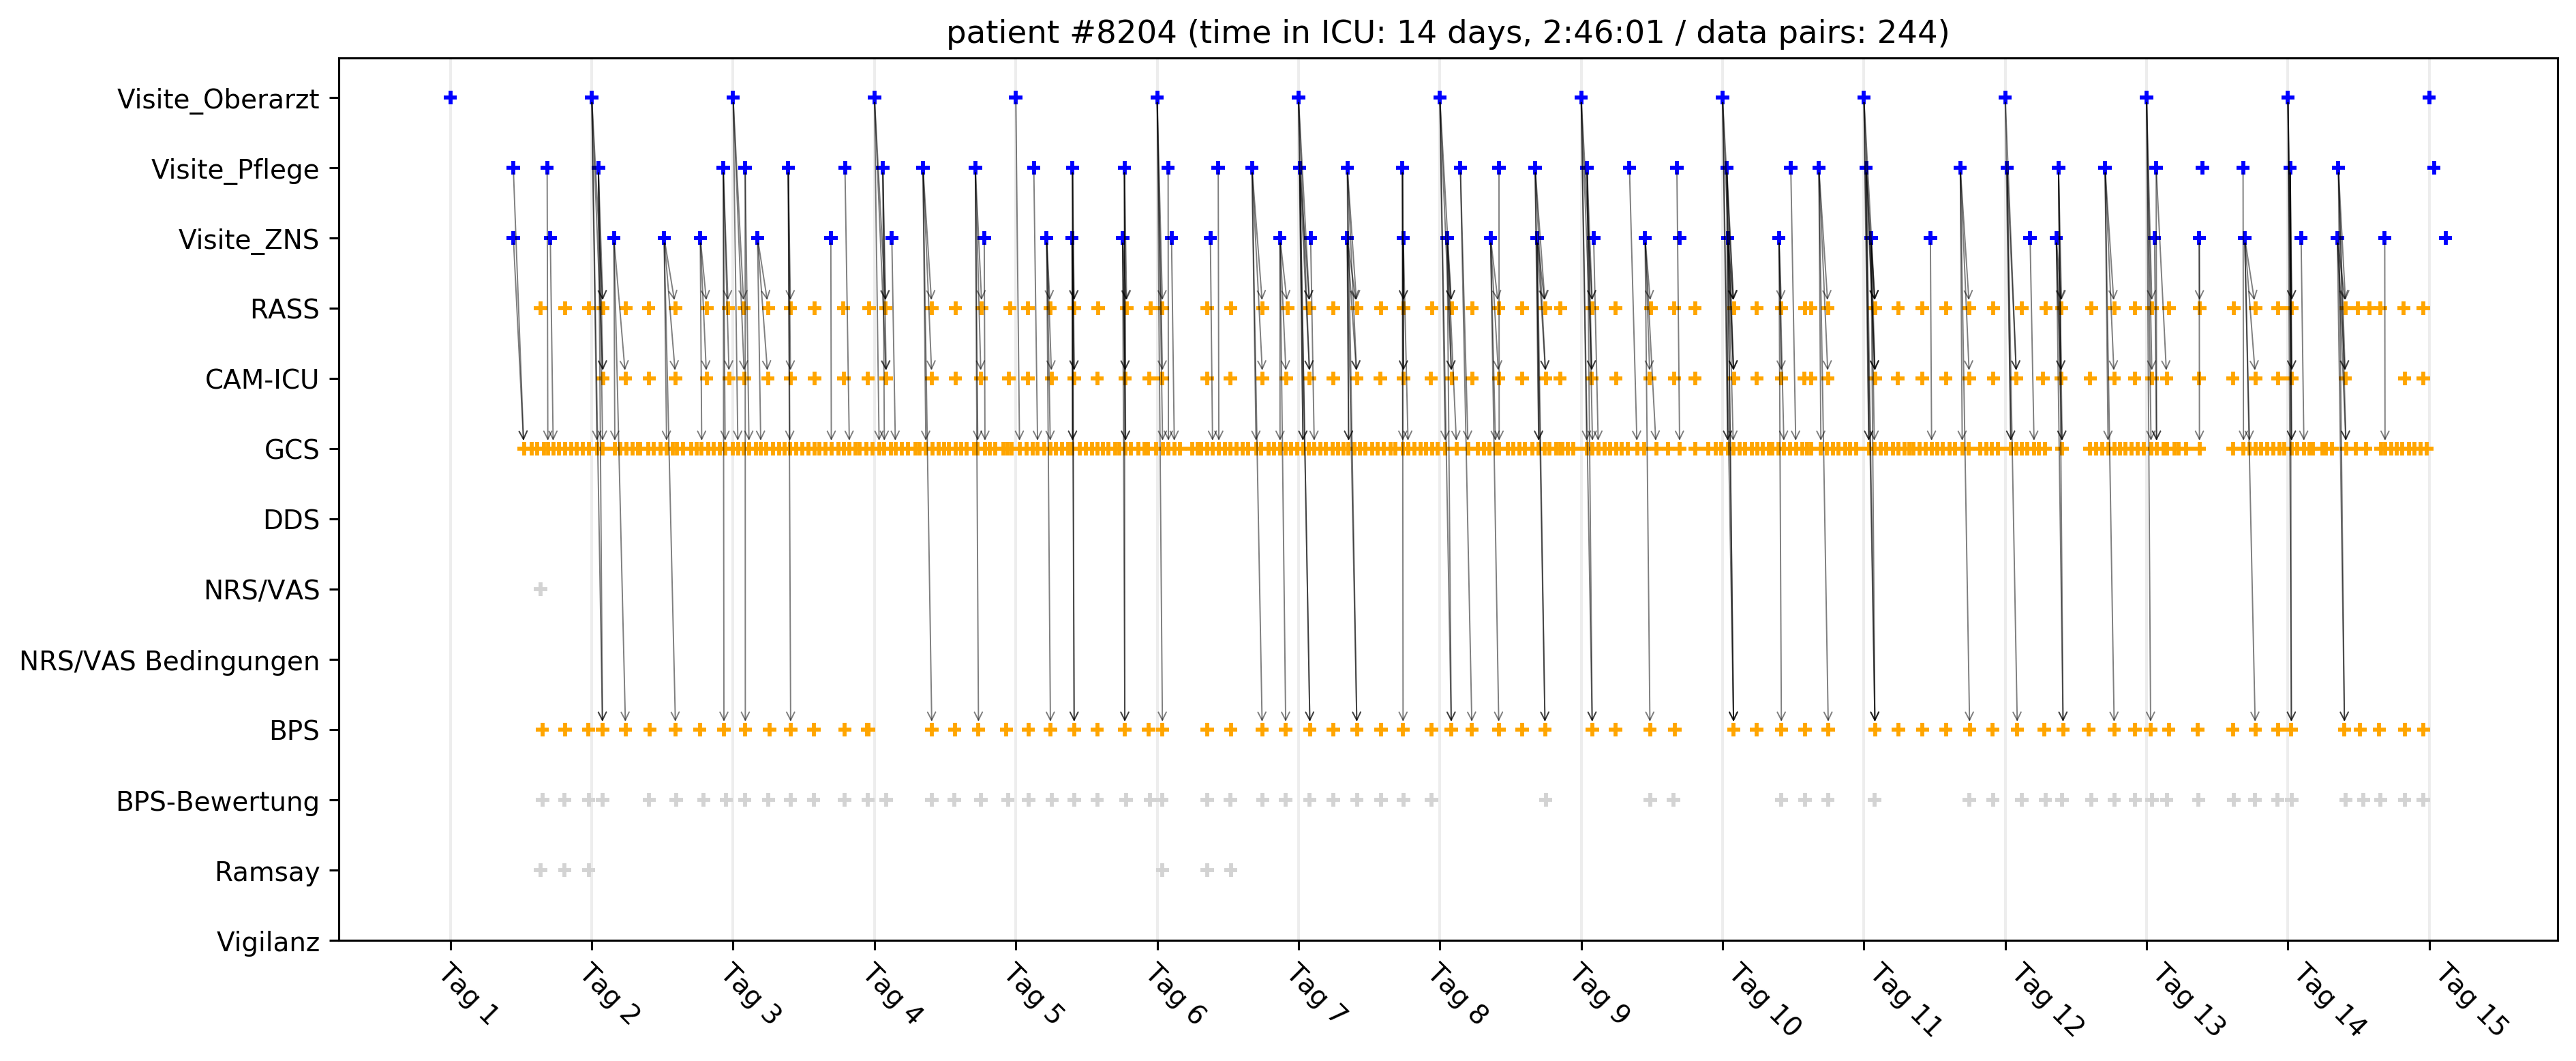 patient #8204 (time in ICU: 14 days, 2:46:01 / data pairs: 244)
Visite_Oberarzt
Visite_Pflege
Visite_ZNS
RASS
CAM-ICU
GCS
DDS
NRS/VAS
NRS/VAS Bedingungen
BPS
BPS-Bewertung
Ramsay
Vigilanz
Tag 1
Tag 2
Tag 3
Tag 4
Tag 5
Tag 6
Tag 7
Tag 8
Tag 9
Tag 10
Tag 11
Tag 12
Tag 13
Tag 14
Tag 15